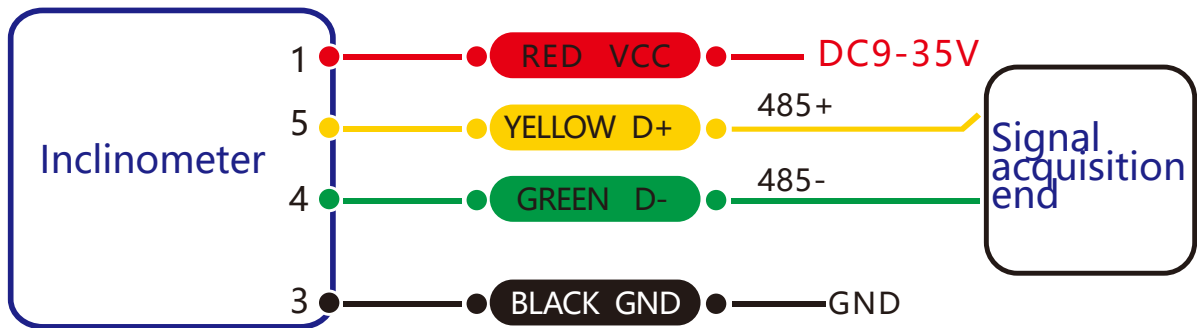 1 RED VCC DC9-35V
5 YELLOW D+ 485+
Inclinometer
Signal
acquisition
end
4 GREEN D- 485-
3 BLACK GND GND